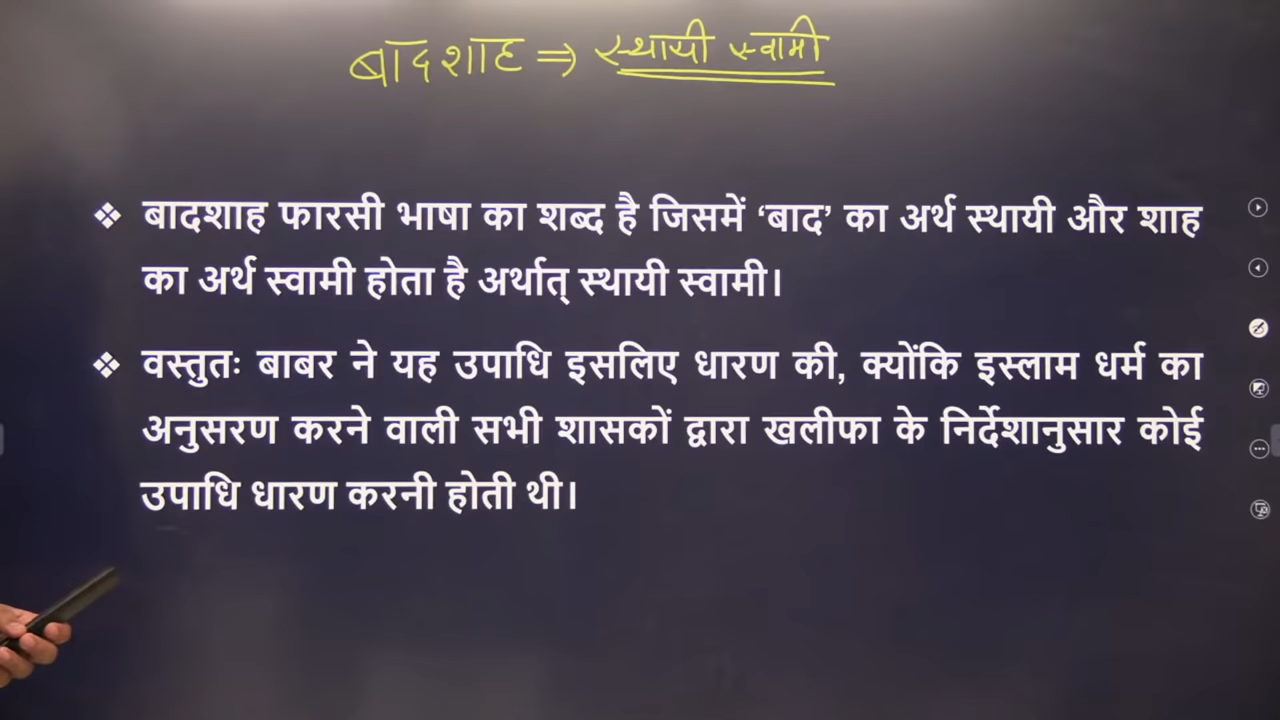 बादशाह ⇒ स्थायी स्वामी
❖ बादशाह फारसी भाषा का शब्द है जिसमें ‘बाद’ का अर्थ स्थायी और शाह
का अर्थ स्वामी होता है अर्थात् स्थायी स्वामी।
❖ वस्तुतः बाबर ने यह उपाधि इसलिए धारण की, क्योंकि इस्लाम धर्म का
अनुसरण करने वाली सभी शासकों द्वारा खलीफा के निर्देशानुसार कोई
उपाधि धारण करनी होती थी।